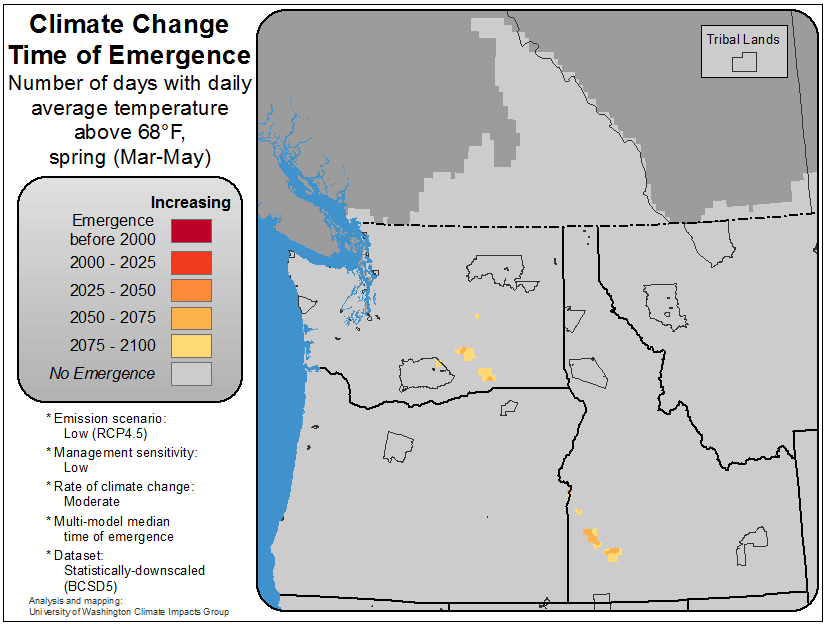 Climate Change
Time of Emergence
Number of days with daily
average temperature
above 68°F,
spring (Mar-May)
Increasing
Emergence
before 2000
2000 - 2025
2025 - 2050
2050 - 2075
2075 - 2100
No Emergence
* Emission scenario:
Low (RCP4.5)
* Management sensitivity:
Low
* Rate of climate change:
Moderate
* Multi-model median
time of emergence
* Dataset:
Statistically-downscaled
(BCSD5)
Analysis and mapping:
University of Washington Climate Impacts Group
Tribal Lands